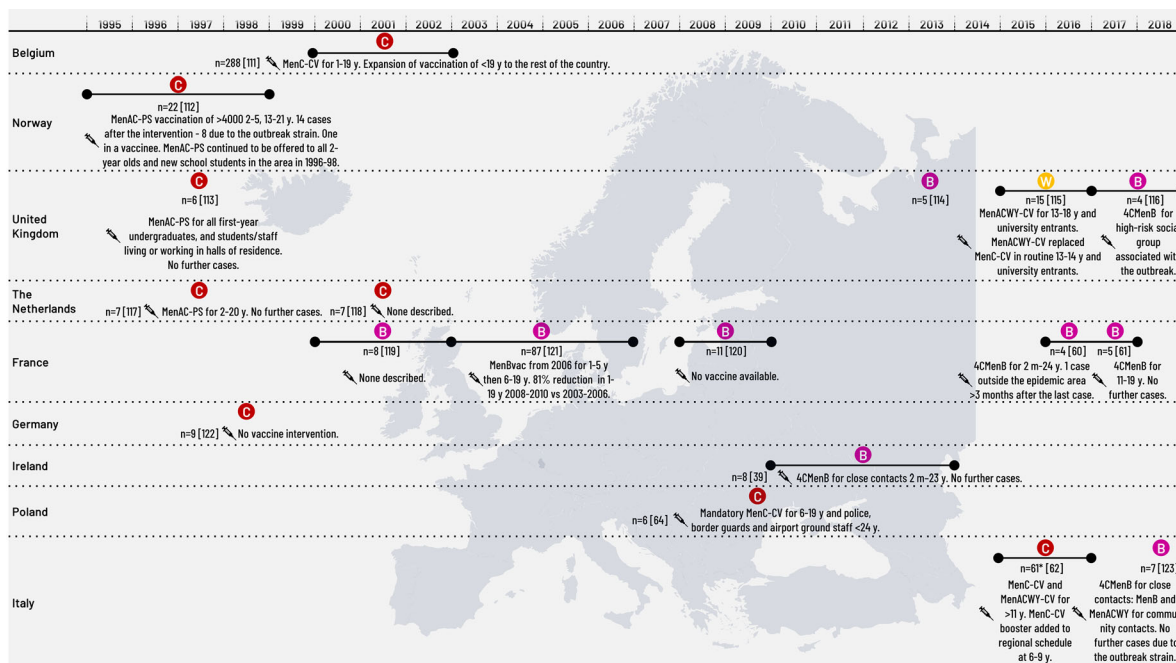 1995 1996 1997 1998 1999 2000 2001 2003 2004 2005 2006 2007 2008 2009 2010 2011 2012 2013 2014 2015 2016 2017 2018
Belgium
C
n=288 [111]
MenC-CV for 1-19 y. Expansion of vaccination of <19 y to the rest of the country.
Norway
C
n=22 [112]
MenAC-PS vaccination of >4000 2-5, 13-21 y. 14 cases
after the intervention - 8 due to the outbreak strain. One
in a vaccinee. MenAC-PS continued to be offered to all 2-
year olds and new school students in the area in 1996-98.
United
Kingdom
C
n=6 [113]
MenAC-PS for all first-year
undergraduates, and students/staff
living or working in halls of residence.
No further cases.
B
n=5 [114]
W
n=15 [115]
MenACWY-CV for 13-18 y and
university entrants.
MenACWY-CV replaced
MenC-CV in routine 13-14 y and
university entrants.
B
n=4 [116]
4CMenB for
high-risk socia
group
associated wit
the outbreak.
The
Netherlands
C
n=7 [117]
MenAC-PS for 2-20 y. No further cases.
C
n=7 [118]
None described.
France
B
n=8 [119]
None described.
B
n=87 [121]
MenBvac from 2006 for 1-5 y
then 6-19 y. 81% reduction in 1-
19 y 2008-2010 vs 2003-2006.
B
n=11 [120]
No vaccine available.
B
n=4 [60]
4CMenB for 2 m-24 y. 1 case
outside the epidemic area
>3 months after the last case.
B
n=5 [61]
4CMenB for
11-19 y. No
further cases.
Germany
C
n=9 [122]
No vaccine intervention.
Ireland
B
n=8 [39]
4CMenB for close contacts 2 m-23 y. No further cases.
Poland
C
n=6 [64]
Mandatory MenC-CV for 6-19 y and police,
border guards and airport ground staff <24 y.
Italy
C
n=61* [62]
MenC-CV and
MenACWY-CV for
>11 y. MenC-CV
booster added to
regional schedule
at 6-9 y.
B
n=7 [123]
4CMenB for close
contacts: MenB and
MenACWY for commu
nity contacts. No
further cases due to
the outbreak strain.